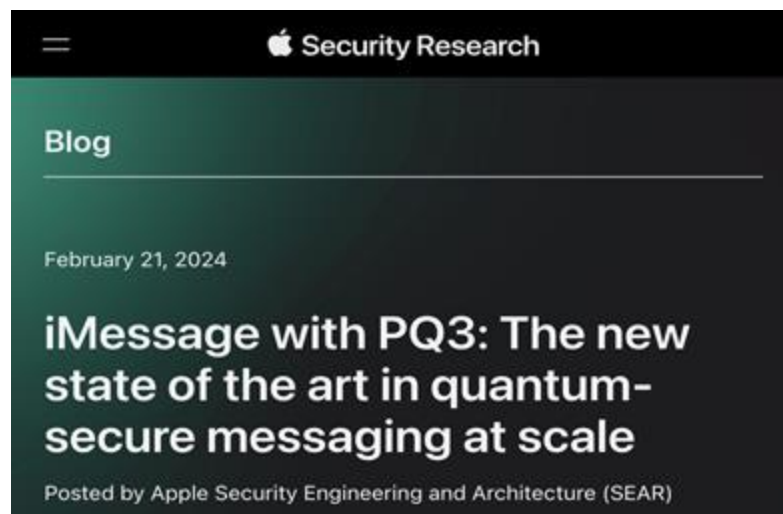 Security Research
Blog
February 21, 2024
iMessage with PQ3: The new
state of the art in quantum-
secure messaging at scale
Posted by Apple Security Engineering and Architecture (SEAR)